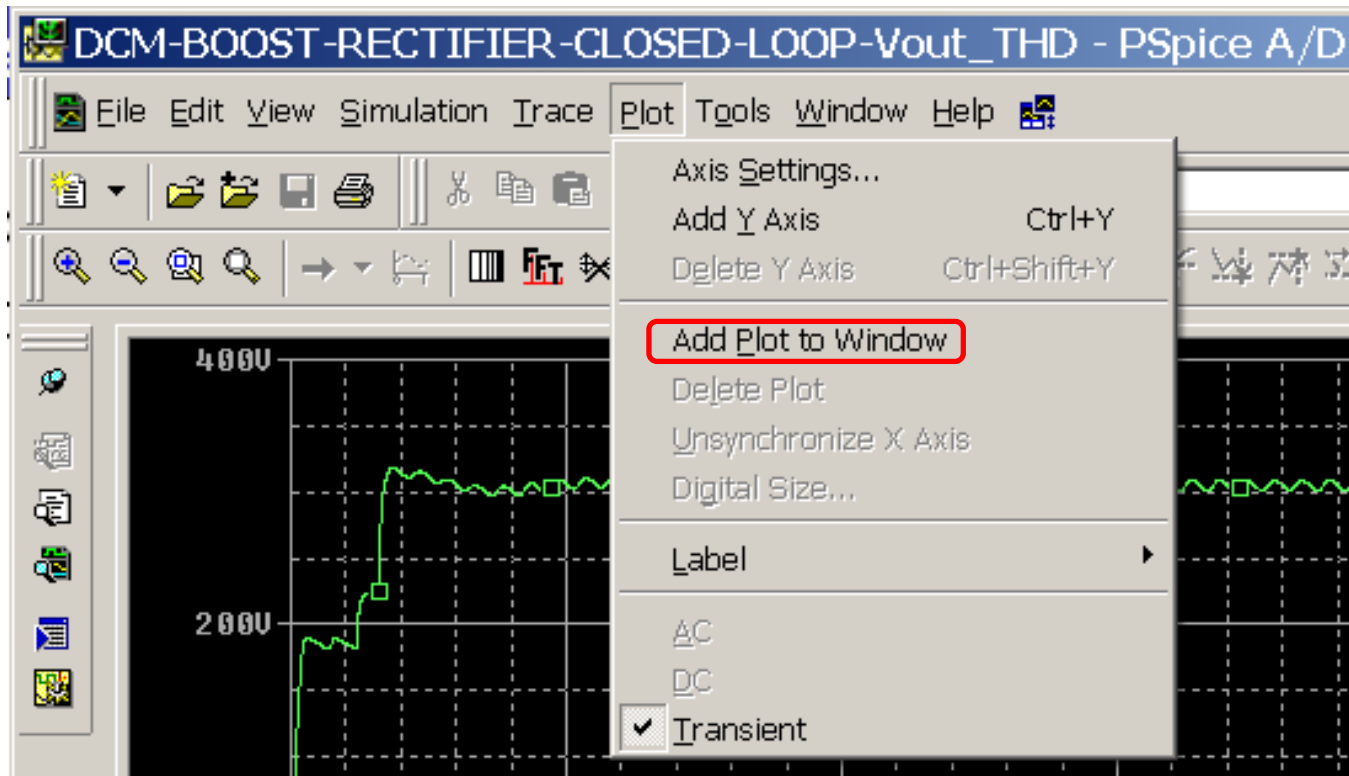 DCM-BOOST-RECTIFIER-CLOSED-LOOP-Vout_THD - PSpice A/D
File Edit View Simulation Trace Plot Tools Window Help
Axis Settings...
Add Y Axis Ctrl+Y
Delete Y Axis Ctrl+Shift+Y
FFT
Add Plot to Window
Delete Plot
Unsynchronize X Axis
Digital Size...
Label
AC
DC
Transient
400V
200V